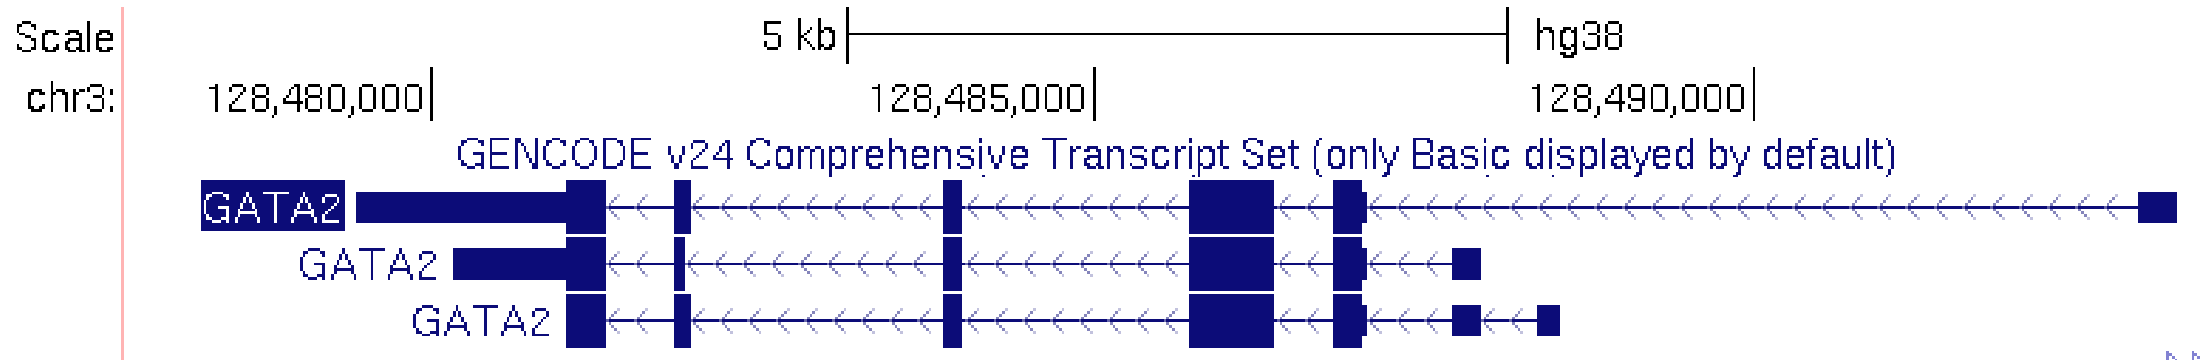 Scale 5 kb hg38
chr3: 128,480,000 128,485,000 128,490,000
GENCODE v24 Comprehensive Transcript Set (only Basic displayed by default)
GATA2
GATA2
GATA2